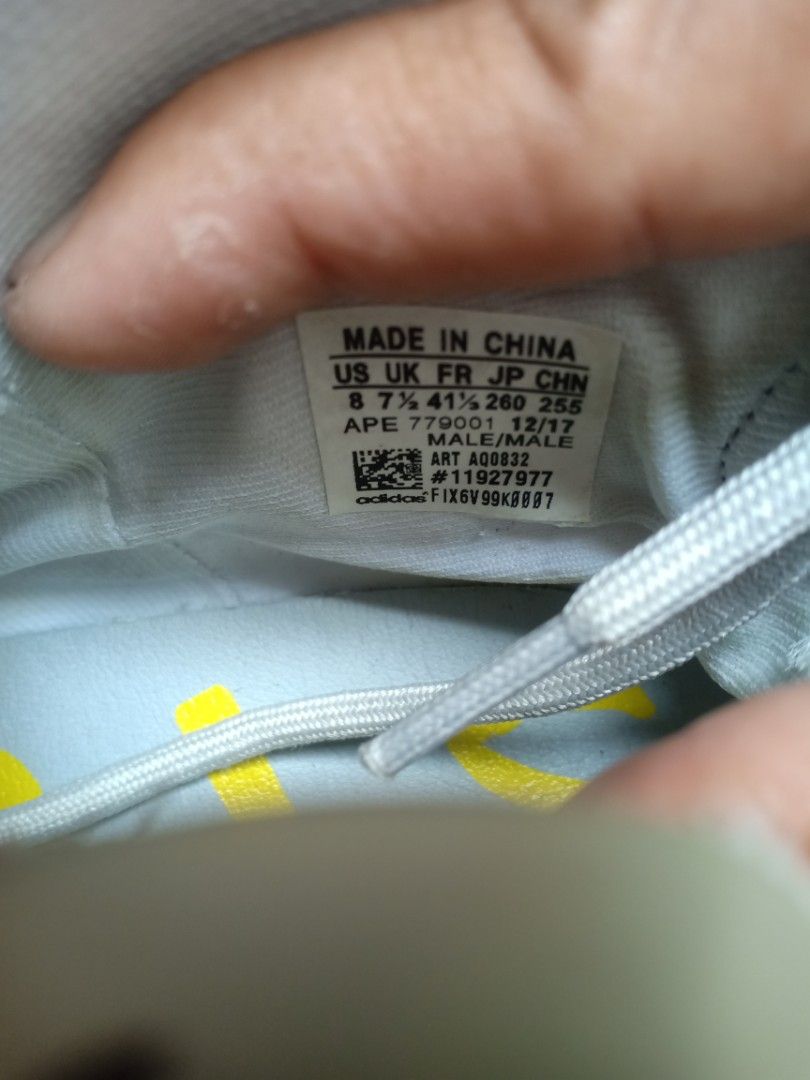 MADE IN CHINA
US UK FR JP CHN
8 7½ 41⅓ 260 255
APE 779001 12/17
MALE/MALE
ART AQ0832
#11927977
adidas FIX6V99K0007